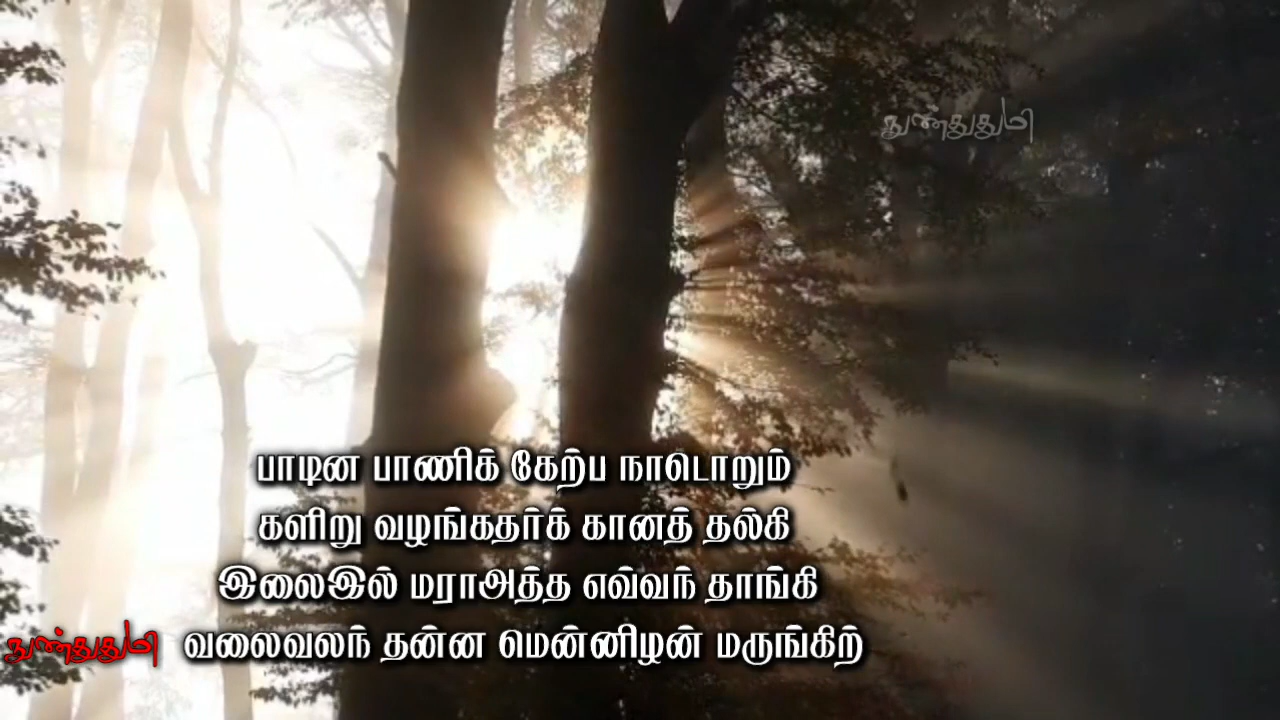 பாடின பாணிக் கேற்ப நாடொறும்
களிறு வழங்கதர்க் கானத் தல்கி
இலைஇல் மராஅத்த எவ்வந் தாங்கி
வலைவலந் தன்ன மென்னிழன் மருங்கிற்